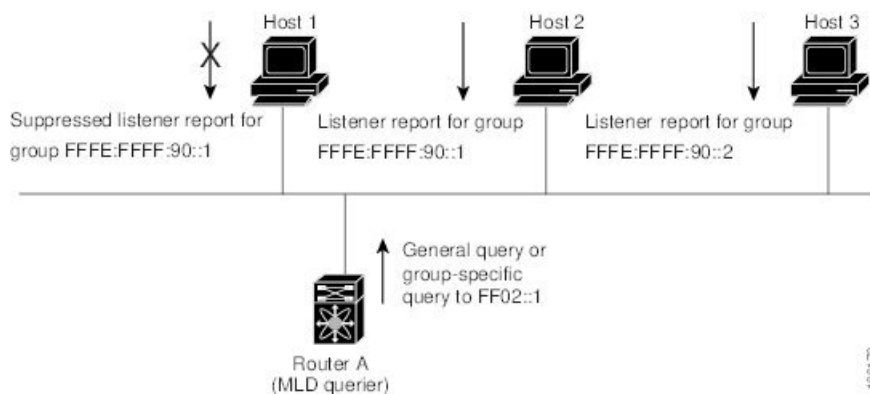 Host 1
Host 2
Host 3
X
Suppressed listener report for
group FFFE:FFFF:90::1
Listener report for group
FFFE:FFFF:90::1
Listener report for group
FFFE:FFFF:90::2
General query or
group-specific
query to FF02::1
Router A
(MLD querier)